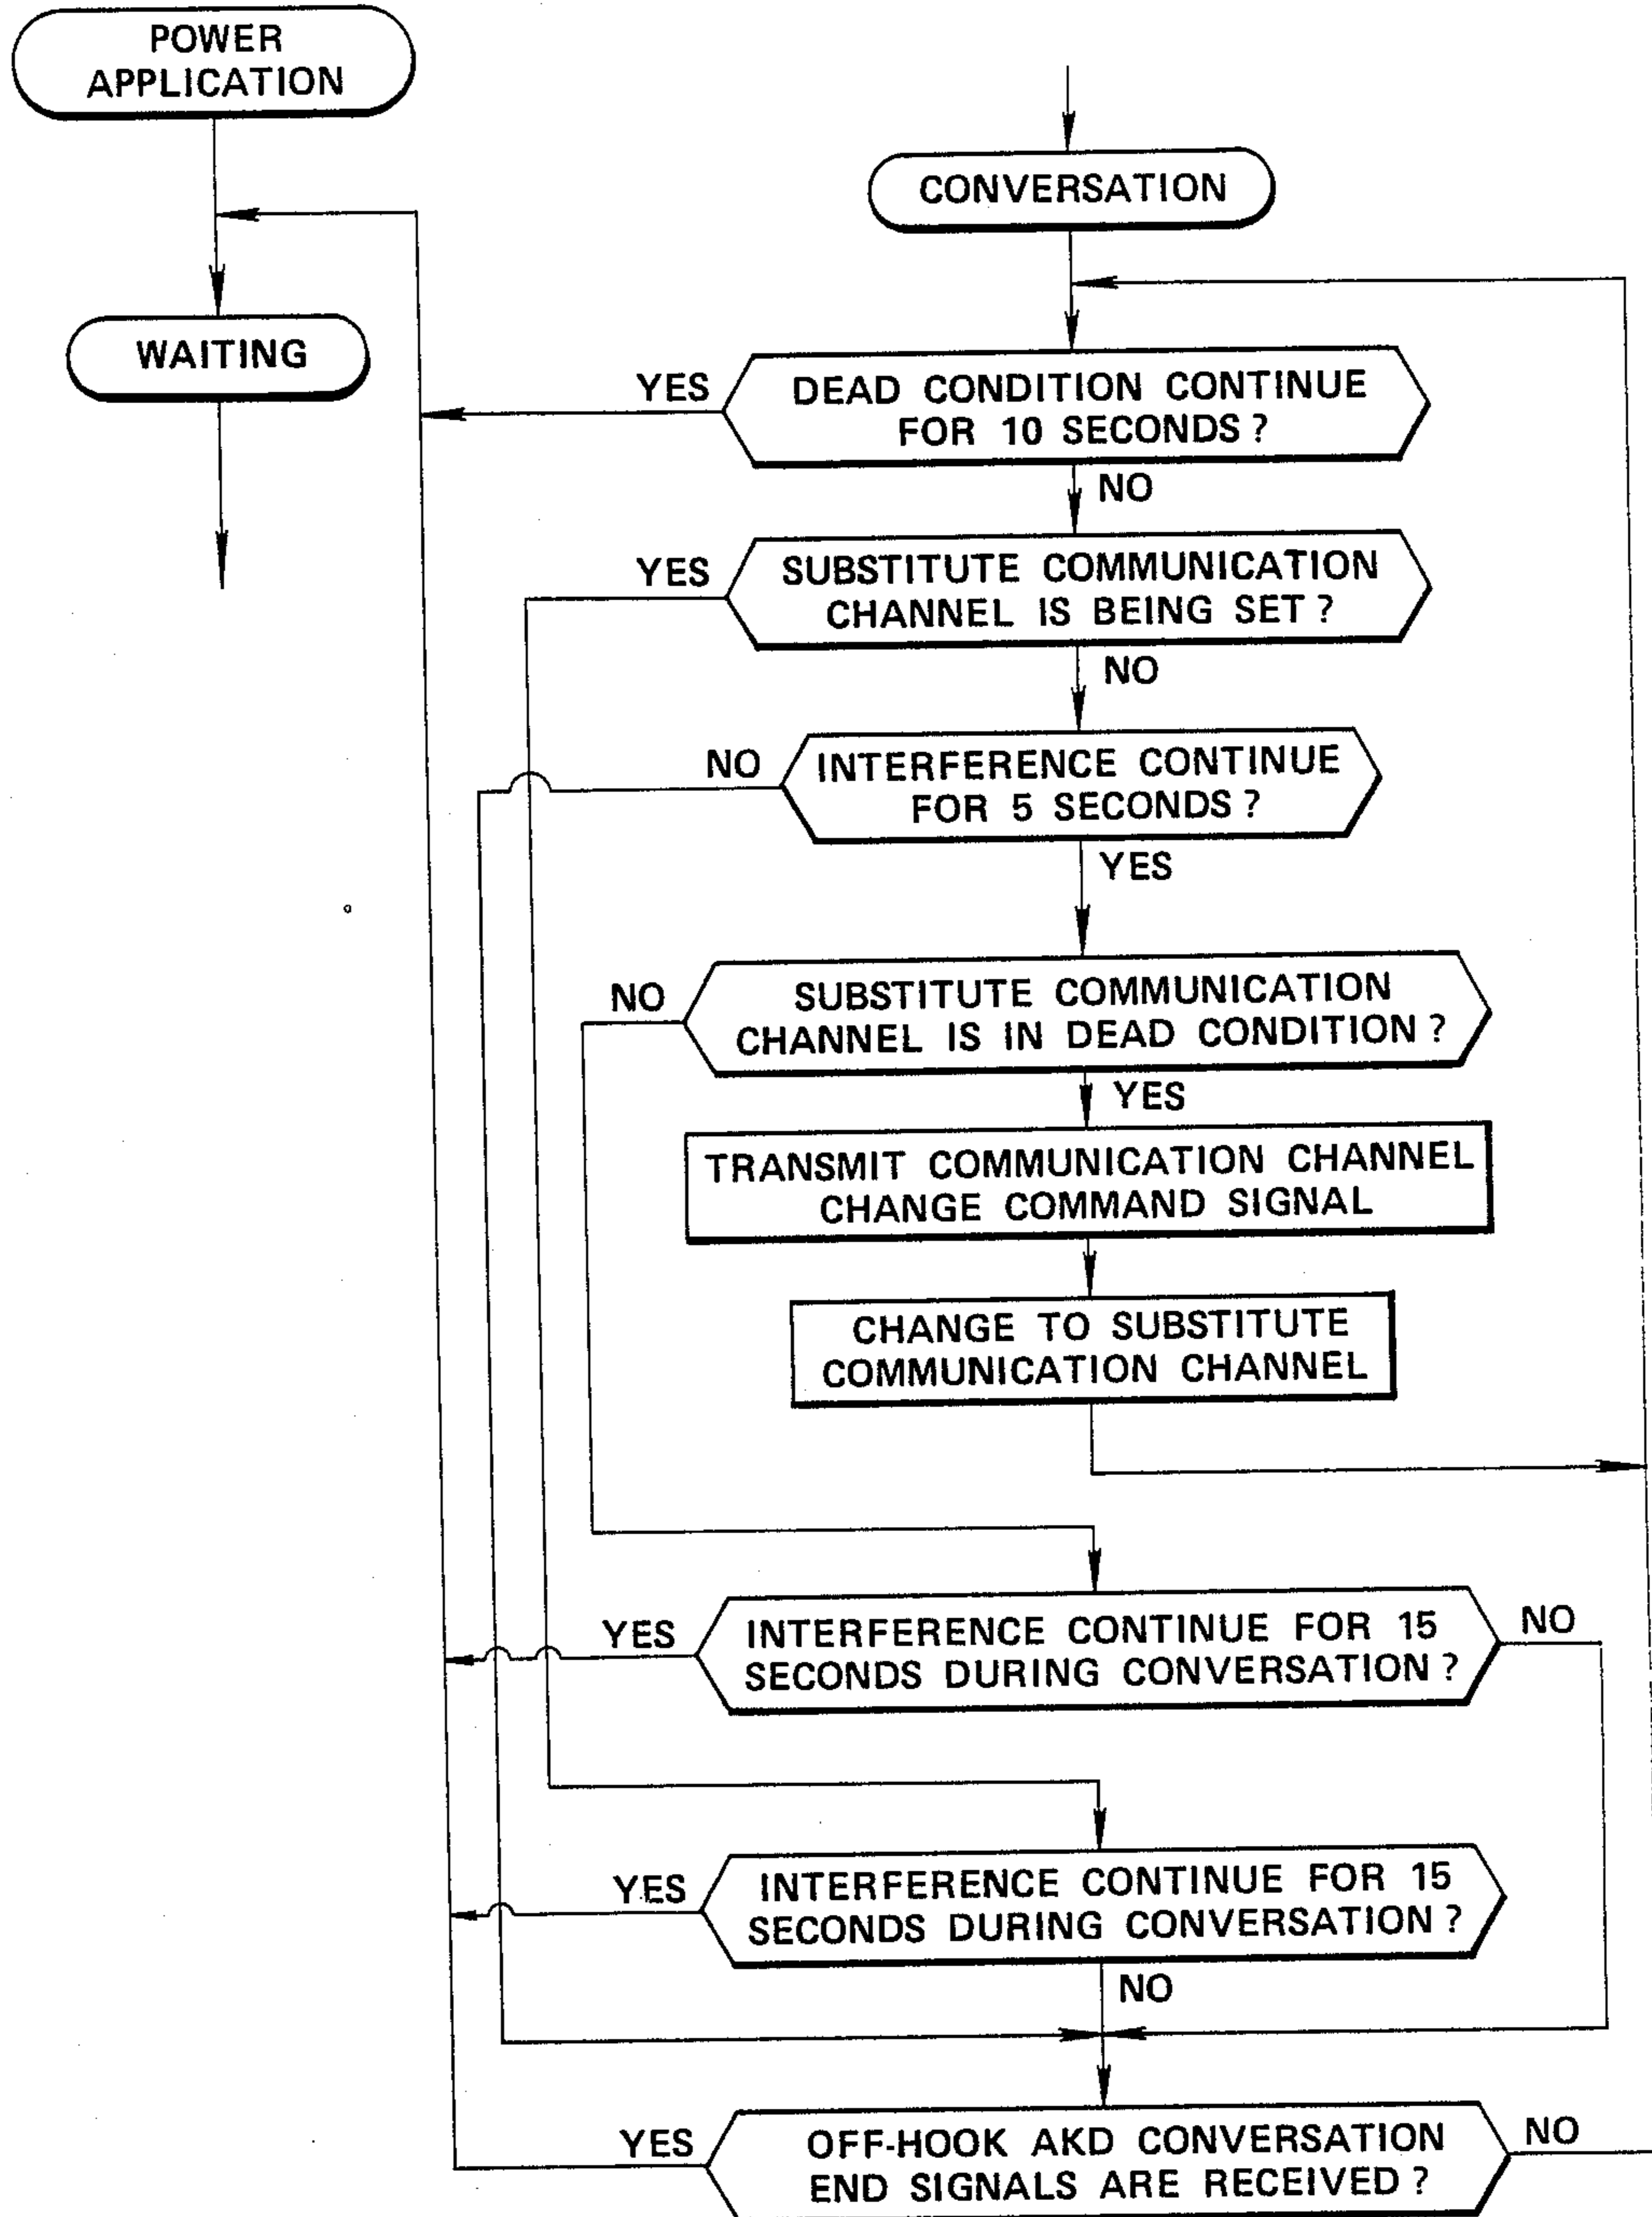 POWER
APPLICATION
WAITING
CONVERSATION
YES
DEAD CONDITION CONTINUE
FOR 10 SECONDS?
NO
YES
SUBSTITUTE COMMUNICATION
CHANNEL IS BEING SET?
NO
NO
INTERFERENCE CONTINUE
FOR 5 SECONDS?
YES
NO
SUBSTITUTE COMMUNICATION
CHANNEL IS IN DEAD CONDITION?
YES
TRANSMIT COMMUNICATION CHANNEL
CHANGE COMMAND SIGNAL
CHANGE TO SUBSTITUTE
COMMUNICATION CHANNEL
YES
INTERFERENCE CONTINUE FOR 15
SECONDS DURING CONVERSATION?
NO
YES
INTERFERENCE CONTINUE FOR 15
SECONDS DURING CONVERSATION?
NO
YES
OFF-HOOK AKD CONVERSATION
END SIGNALS ARE RECEIVED?
NO